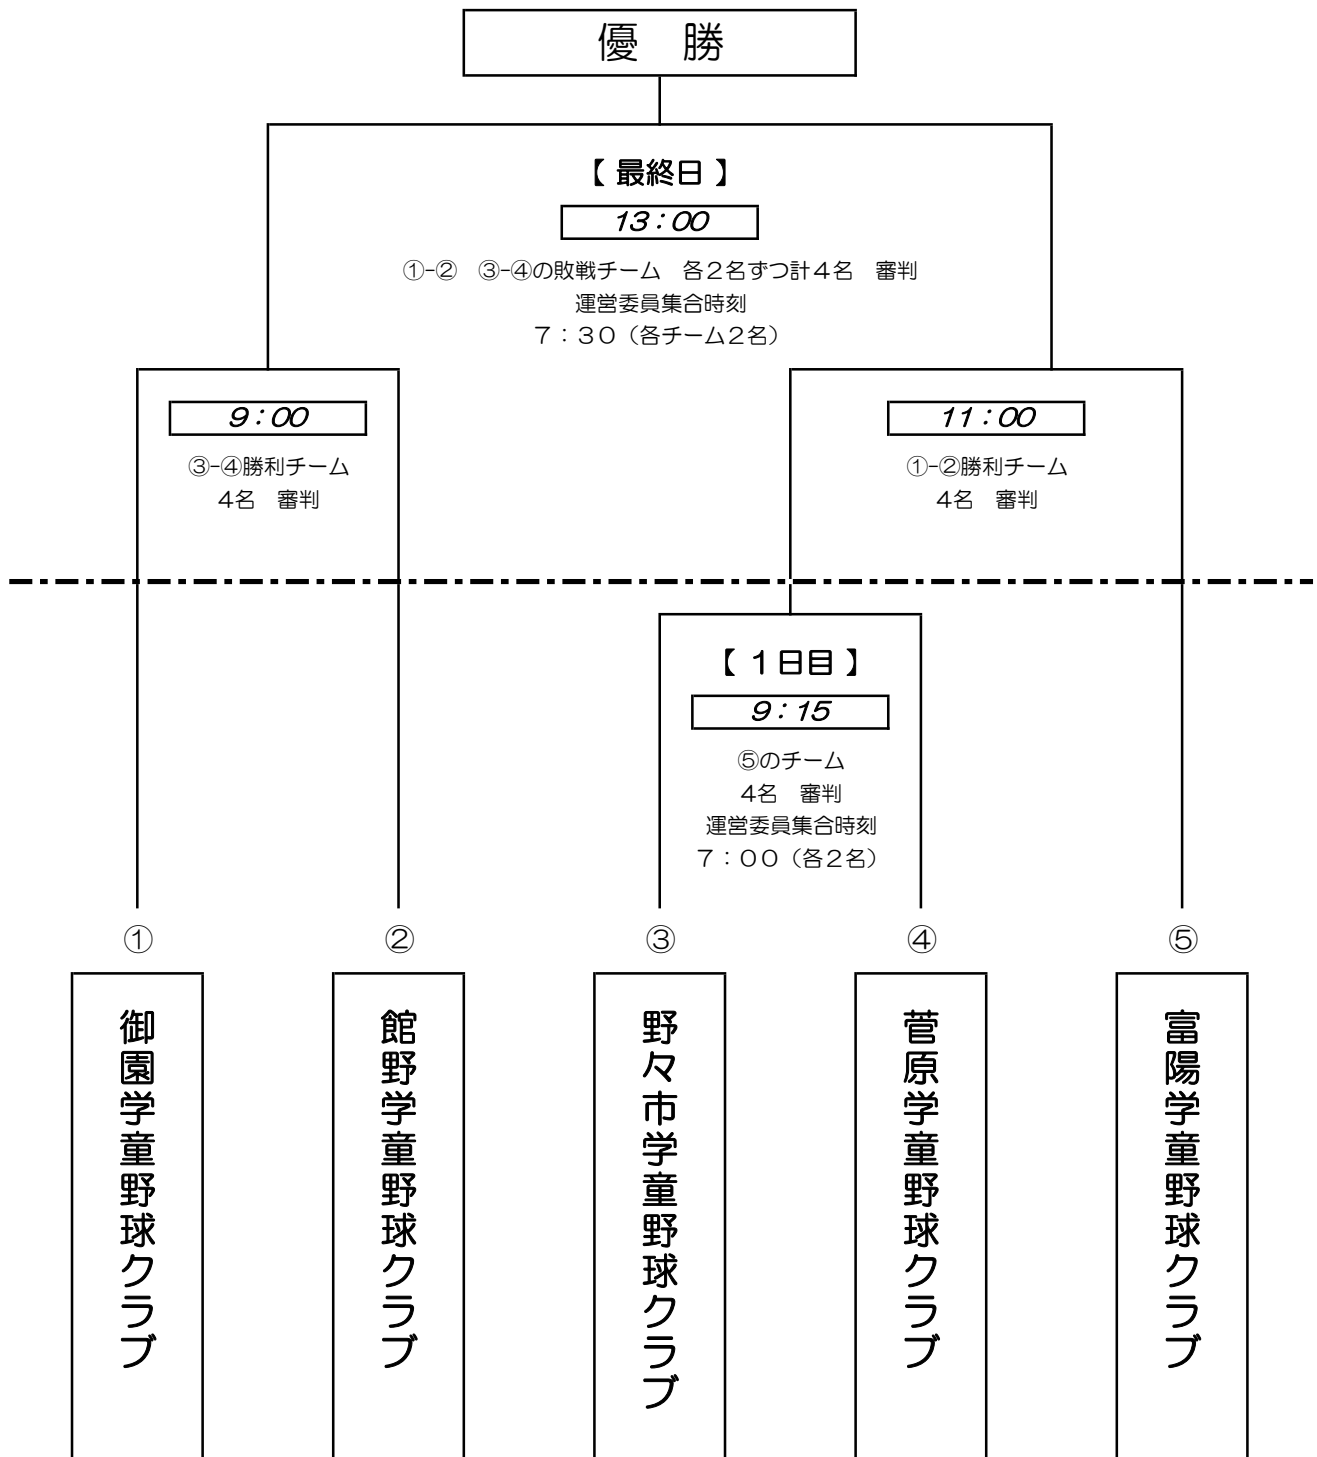 優　勝
【 最終日 】
13：00
①-②　③-④の敗戦チーム　各２名ずつ計４名　審判
運営委員集合時刻
７：３０（各チーム２名）
9：00
③-④勝利チーム
4名　審判
11：00
①-②勝利チーム
4名　審判
【 １日目 】
9：15
⑤のチーム
4名　審判
運営委員集合時刻
７：００（各２名）
①
②
③
④
⑤
御園学童野球クラブ
館野学童野球クラブ
野々市学童野球クラブ
菅原学童野球クラブ
富陽学童野球クラブ